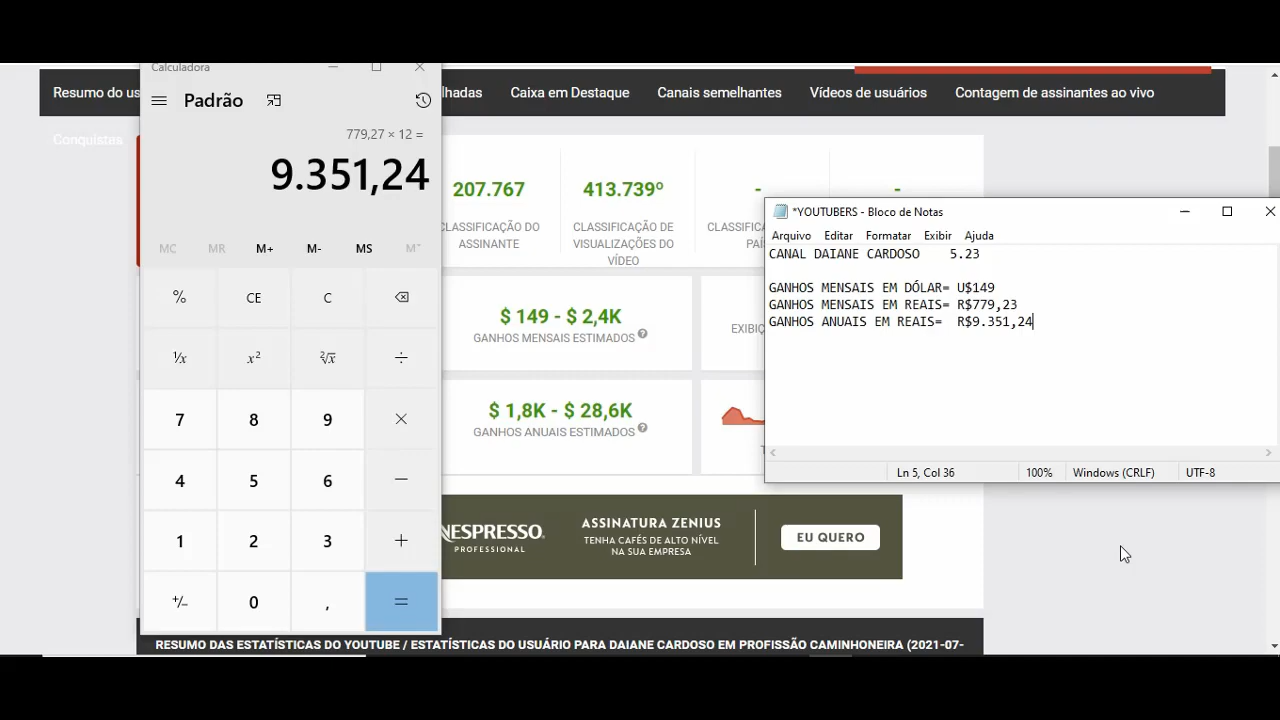 Calculadora
Padrão
779,27 × 12 =
9.351,24
MC MR M+ M- MS M˅
% CE C
¹/x x² ²√x ÷
7 8 9 ×
4 5 6 −
1 2 3 +
+/− 0 , =
Resumo do us
lhadas
Caixa em Destaque
Canais semelhantes
Vídeos de usuários
Contagem de assinantes ao vivo
Conquistas
207.767
CLASSIFICAÇÃO DO
ASSINANTE
413.739º
CLASSIFICAÇÃO DE
VISUALIZAÇÕES DO
VÍDEO
-
CLASSIFIC
PAÍ
-
$ 149 - $ 2,4K
GANHOS MENSAIS ESTIMADOS ?
EXIBIÇ
$ 1,8K - $ 28,6K
GANHOS ANUAIS ESTIMADOS ?
*YOUTUBERS - Bloco de Notas
Arquivo Editar Formatar Exibir Ajuda
CANAL DAIANE CARDOSO 5.23
GANHOS MENSAIS EM DÓLAR= U$149
GANHOS MENSAIS EM REAIS= R$779,23
GANHOS ANUAIS EM REAIS= R$9.351,24
Ln 5, Col 36 100% Windows (CRLF) UTF-8
NESPRESSO.
PROFESSIONAL
ASSINATURA ZENIUS
TENHA CAFÉS DE ALTO NÍVEL
NA SUA EMPRESA
EU QUERO
RESUMO DAS ESTATÍSTICAS DO YOUTUBE / ESTATÍSTICAS DO USUÁRIO PARA DAIANE CARDOSO EM PROFISSÃO CAMINHONEIRA (2021-07-